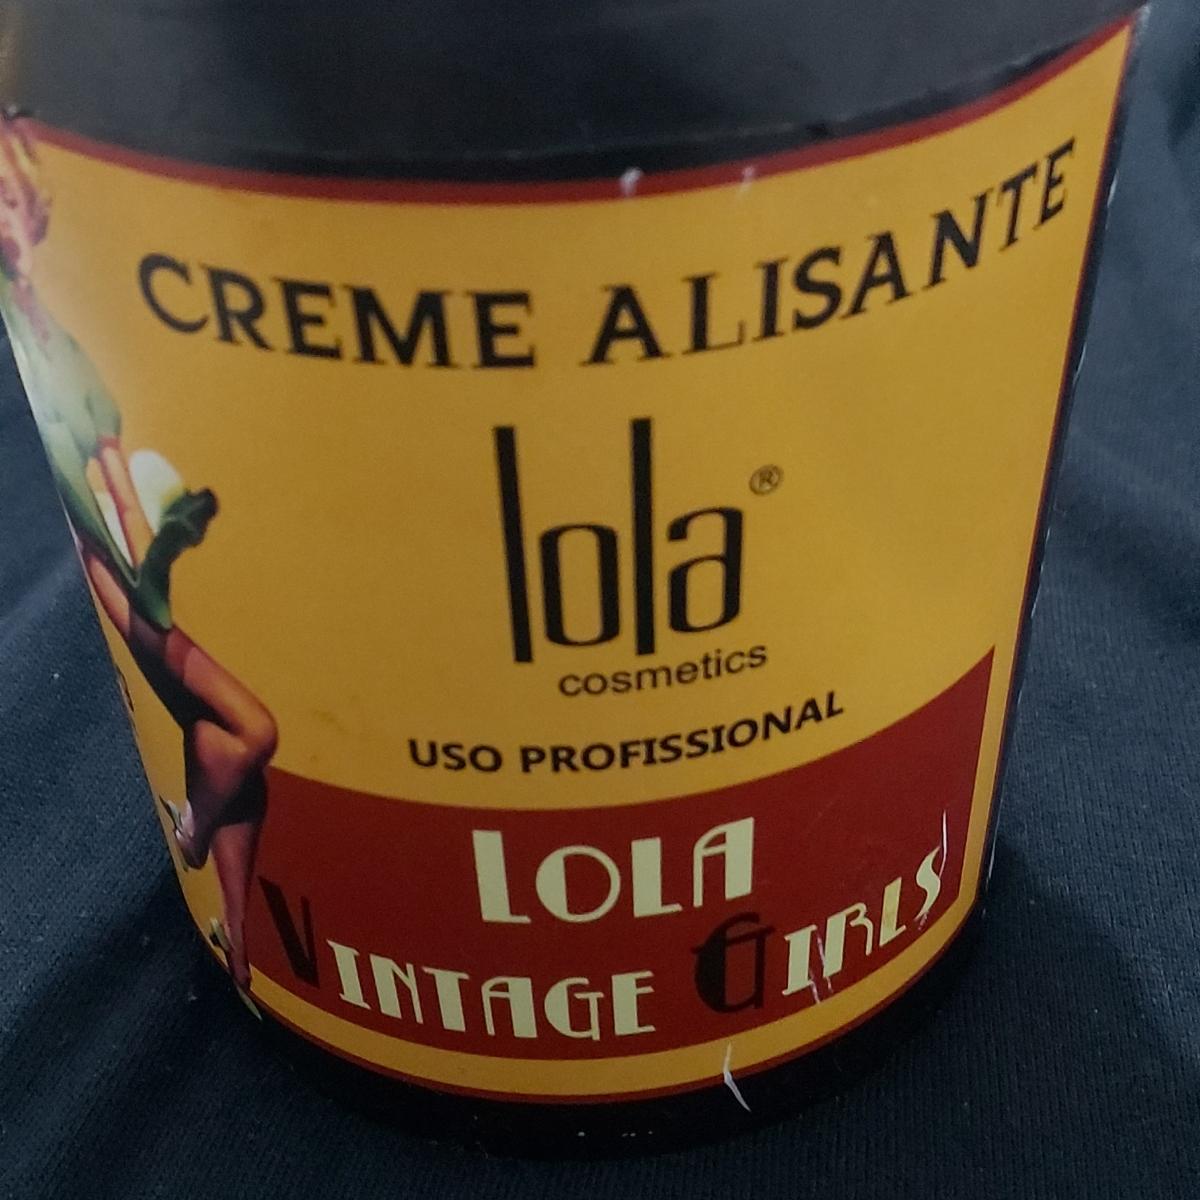 CREME ALISANTE
lola®
cosmetics
USO PROFISSIONAL
LOLA
VINTAGE GIRLS